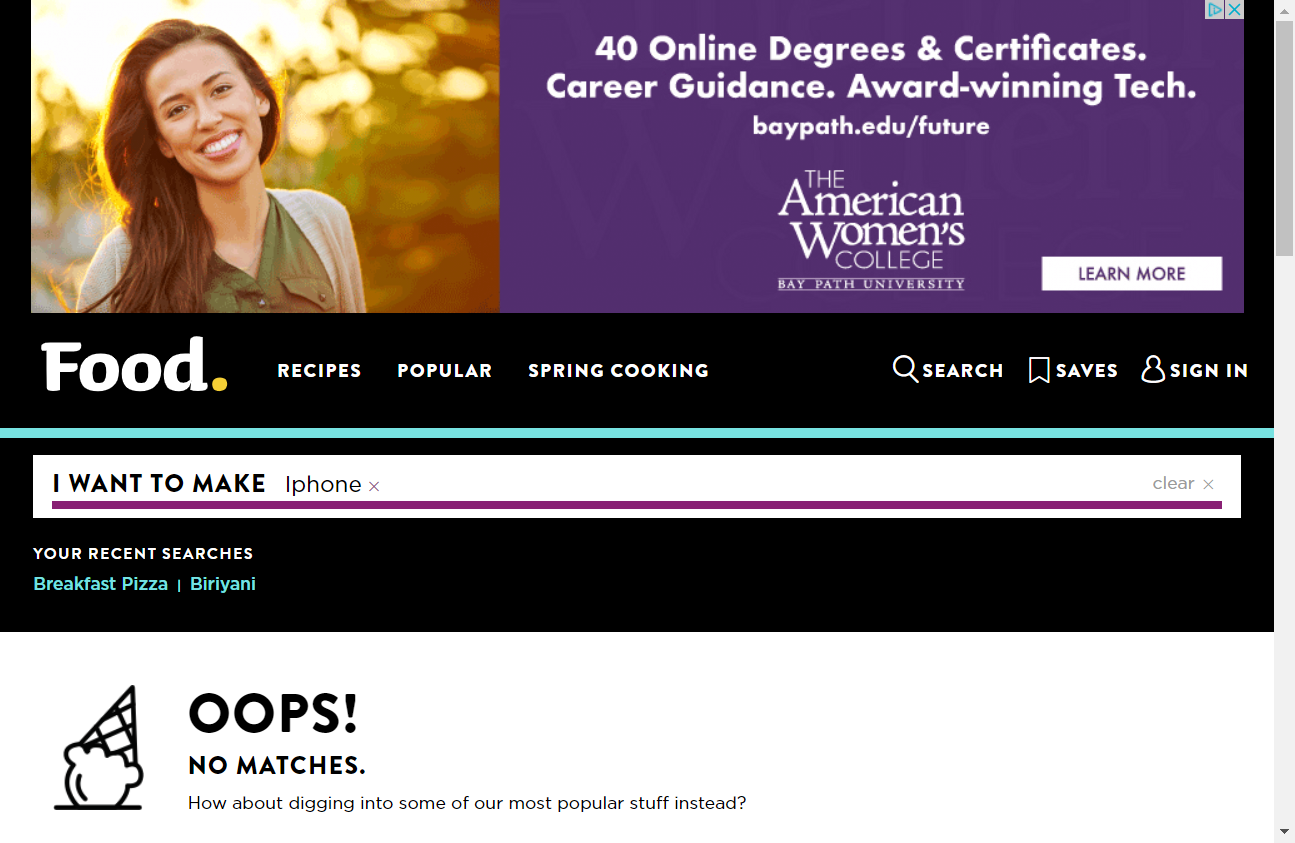 40 Online Degrees & Certificates.
Career Guidance. Award-winning Tech.
baypath.edu/future
THE
American
Women's
COLLEGE
BAY PATH UNIVERSITY
LEARN MORE
Food.
RECIPES POPULAR SPRING COOKING SEARCH SAVES SIGN IN
I WANT TO MAKE Iphone × clear ×
YOUR RECENT SEARCHES
Breakfast Pizza | Biriyani
OOPS!
NO MATCHES.
How about digging into some of our most popular stuff instead?